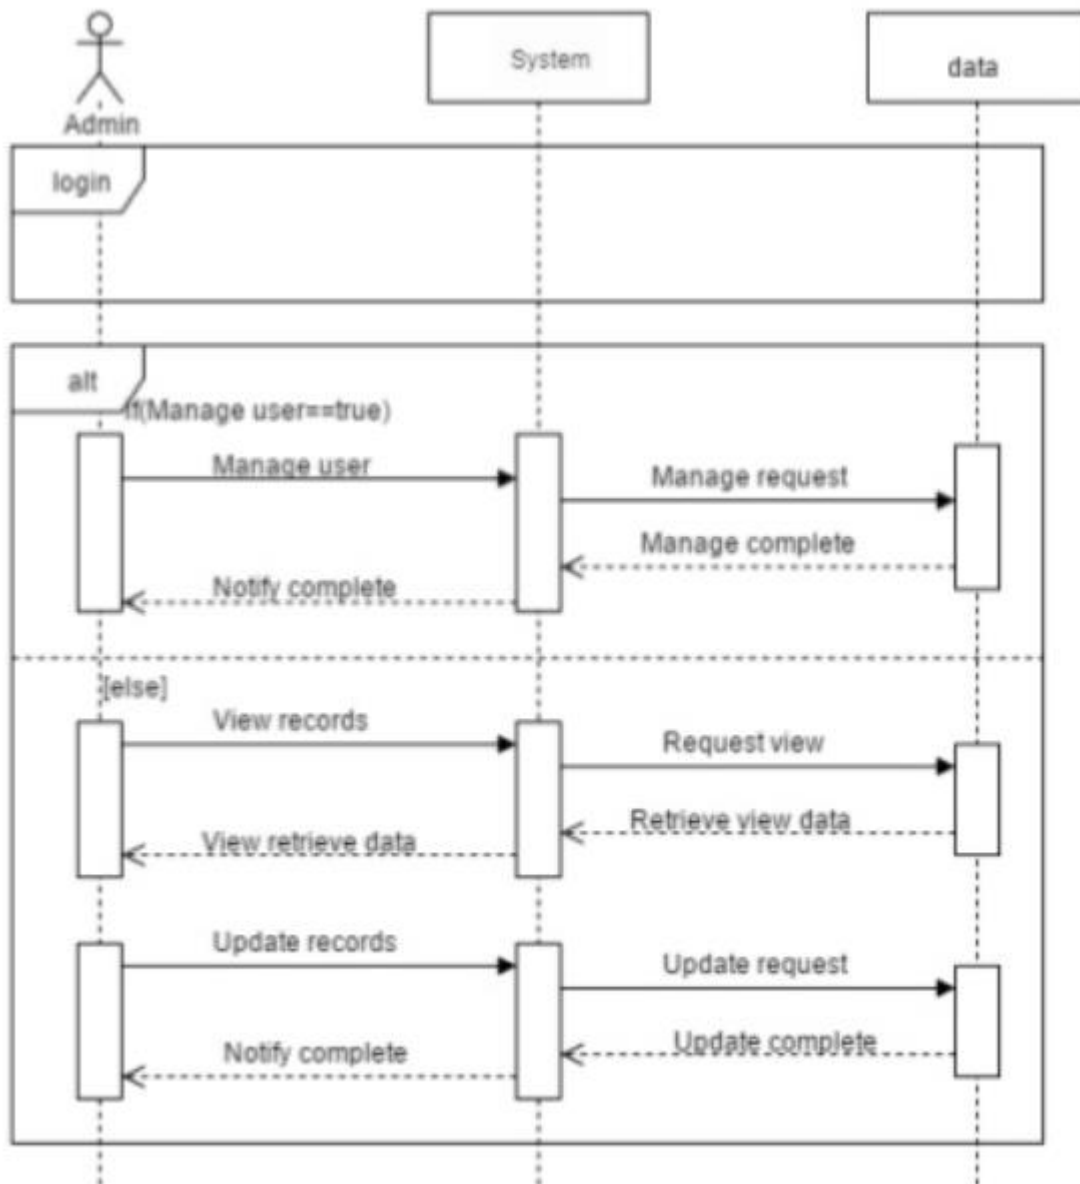 System
data
Admin
login
alt
If(Manage user==true)
Manage user
Manage request
Manage complete
Notify complete
[else]
View records
Request view
Retrieve view data
View retrieve data
Update records
Update request
Update complete
Notify complete